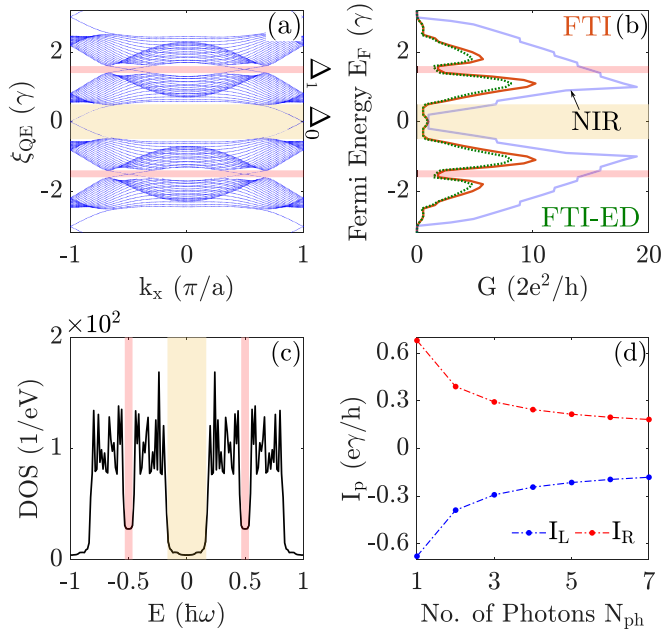 (a)
2
0
-2
ξQE (γ)
-1
0
1
kx (π/a)
Δ1
Δ0
(b)
FTI
NIR
FTI-ED
2
0
-2
Fermi Energy EF (γ)
0
10
20
G (2e²/h)
×10²
(c)
2
1
0
DOS (1/eV)
-1
-0.5
0
0.5
1
E (ħω)
(d)
0.6
0.3
0
-0.3
-0.6
Ip (eγ/h)
IL
IR
1
3
5
7
No. of Photons Nph